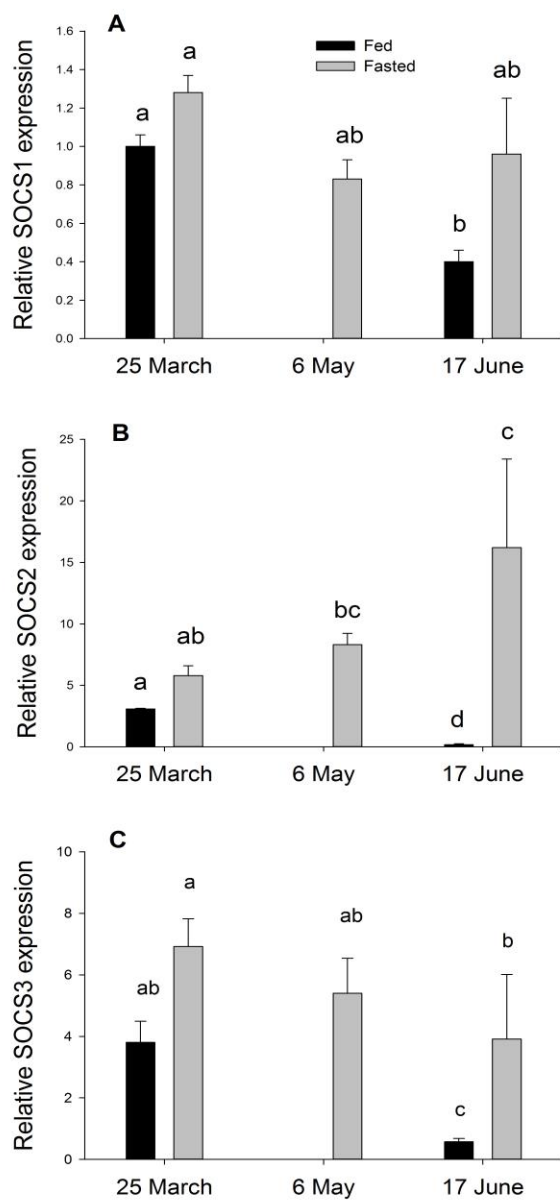 A
Fed
Fasted
Relative SOCS1 expression
1.6
1.4
1.2
1.0
0.8
0.6
0.4
0.2
0.0
a
a
ab
b
ab
25 March
6 May
17 June
B
Relative SOCS2 expression
25
20
15
10
5
0
a
ab
bc
d
c
25 March
6 May
17 June
C
Relative SOCS3 expression
10
8
6
4
2
0
ab
a
ab
c
b
25 March
6 May
17 June